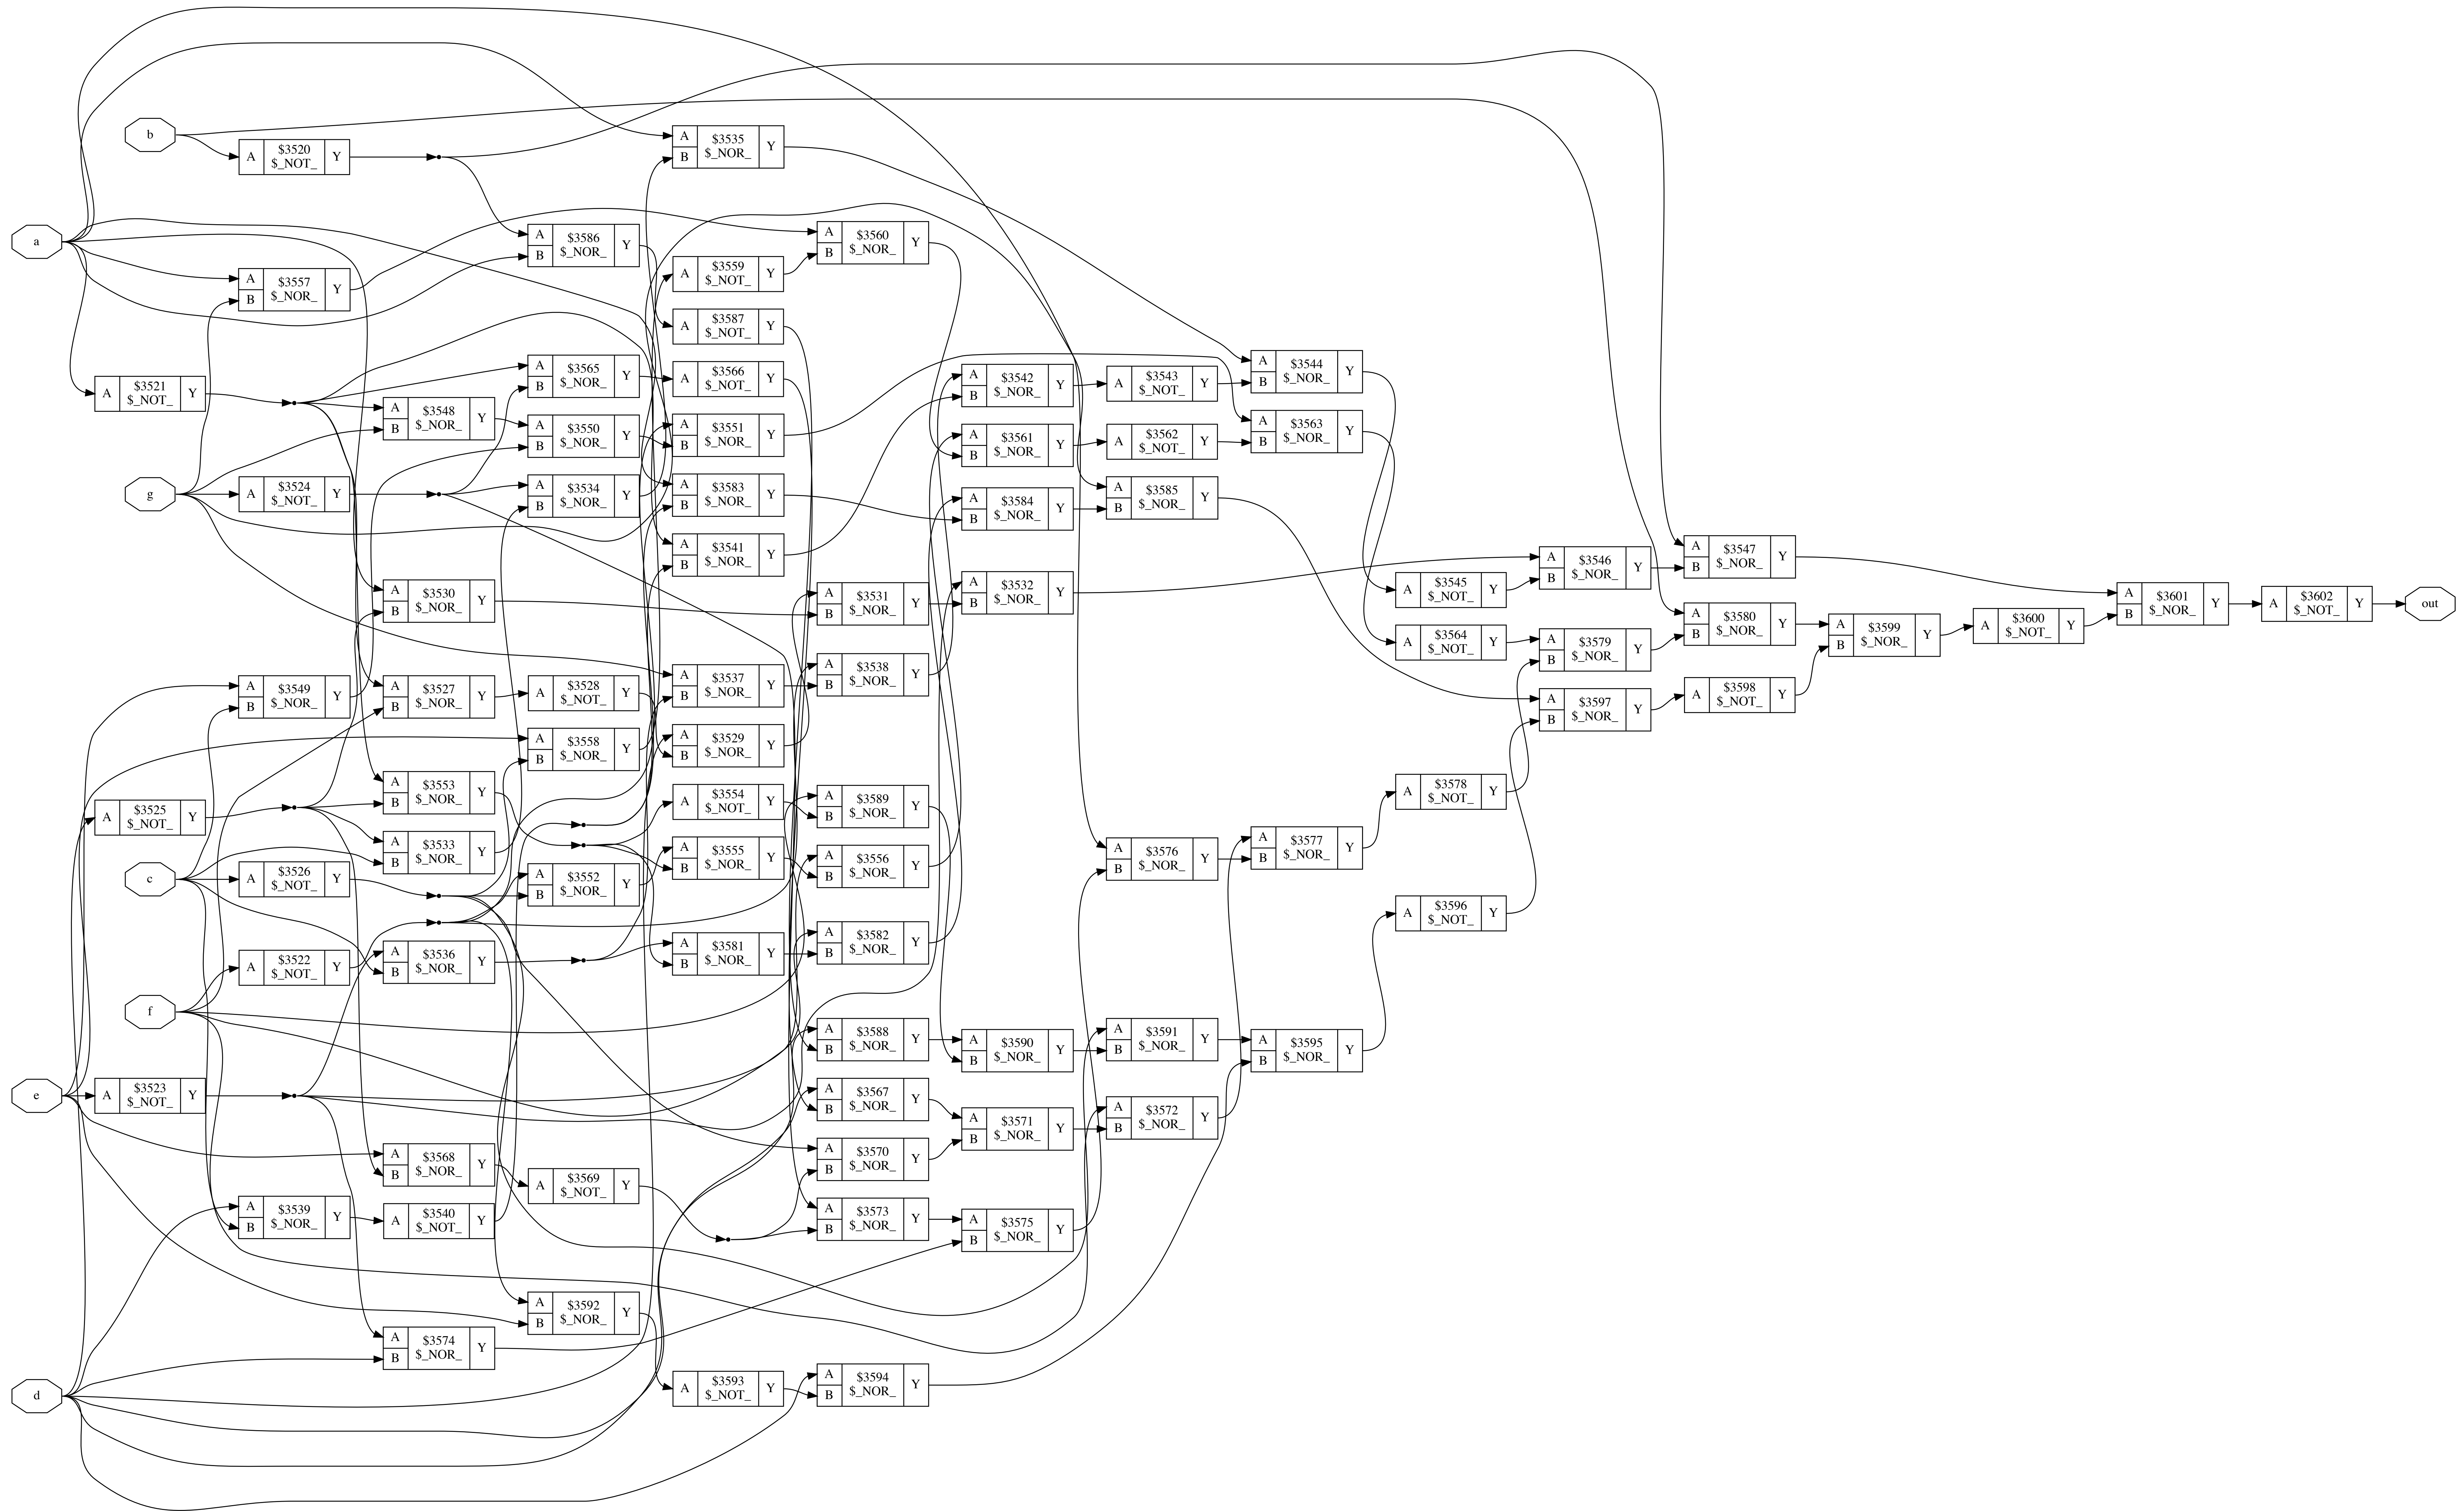 b
A $3520 $_NOT_ Y
A B $3535 $_NOR_ Y
a
A B $3586 $_NOR_ Y
A B $3560 $_NOR_ Y
A $3559 $_NOT_ Y
A B $3557 $_NOR_ Y
A $3587 $_NOT_ Y
A B $3565 $_NOR_ Y
A $3566 $_NOT_ Y
A B $3544 $_NOR_ Y
A $3521 $_NOT_ Y
A B $3542 $_NOR_ Y
A $3543 $_NOT_ Y
A B $3548 $_NOR_ Y
A B $3550 $_NOR_ Y
A B $3551 $_NOR_ Y
A B $3561 $_NOR_ Y
A $3562 $_NOT_ Y
A B $3563 $_NOR_ Y
g
A $3524 $_NOT_ Y
A B $3534 $_NOR_ Y
A B $3583 $_NOR_ Y
A B $3584 $_NOR_ Y
A B $3585 $_NOR_ Y
A B $3541 $_NOR_ Y
A B $3546 $_NOR_ Y
A B $3547 $_NOR_ Y
A B $3530 $_NOR_ Y
A B $3531 $_NOR_ Y
A B $3532 $_NOR_ Y
A $3545 $_NOT_ Y
A B $3601 $_NOR_ Y
A $3602 $_NOT_ Y
out
A B $3580 $_NOR_ Y
A B $3599 $_NOR_ Y
A $3600 $_NOT_ Y
A $3564 $_NOT_ Y
A B $3579 $_NOR_ Y
A B $3549 $_NOR_ Y
A B $3527 $_NOR_ Y
A $3528 $_NOT_ Y
A B $3537 $_NOR_ Y
A B $3538 $_NOR_ Y
A B $3597 $_NOR_ Y
A $3598 $_NOT_ Y
A B $3558 $_NOR_ Y
A B $3529 $_NOR_ Y
A B $3553 $_NOR_ Y
A $3554 $_NOT_ Y
A B $3589 $_NOR_ Y
A $3578 $_NOT_ Y
A $3525 $_NOT_ Y
A B $3533 $_NOR_ Y
A B $3555 $_NOR_ Y
A B $3556 $_NOR_ Y
A B $3576 $_NOR_ Y
A B $3577 $_NOR_ Y
c
A $3526 $_NOT_ Y
A B $3552 $_NOR_ Y
A $3596 $_NOT_ Y
A $3522 $_NOT_ Y
A B $3536 $_NOR_ Y
A B $3581 $_NOR_ Y
A B $3582 $_NOR_ Y
f
A B $3588 $_NOR_ Y
A B $3590 $_NOR_ Y
A B $3591 $_NOR_ Y
A B $3595 $_NOR_ Y
e
A $3523 $_NOT_ Y
A B $3567 $_NOR_ Y
A B $3571 $_NOR_ Y
A B $3572 $_NOR_ Y
A B $3568 $_NOR_ Y
A $3569 $_NOT_ Y
A B $3570 $_NOR_ Y
A B $3539 $_NOR_ Y
A $3540 $_NOT_ Y
A B $3573 $_NOR_ Y
A B $3575 $_NOR_ Y
A B $3592 $_NOR_ Y
A B $3574 $_NOR_ Y
d
A $3593 $_NOT_ Y
A B $3594 $_NOR_ Y